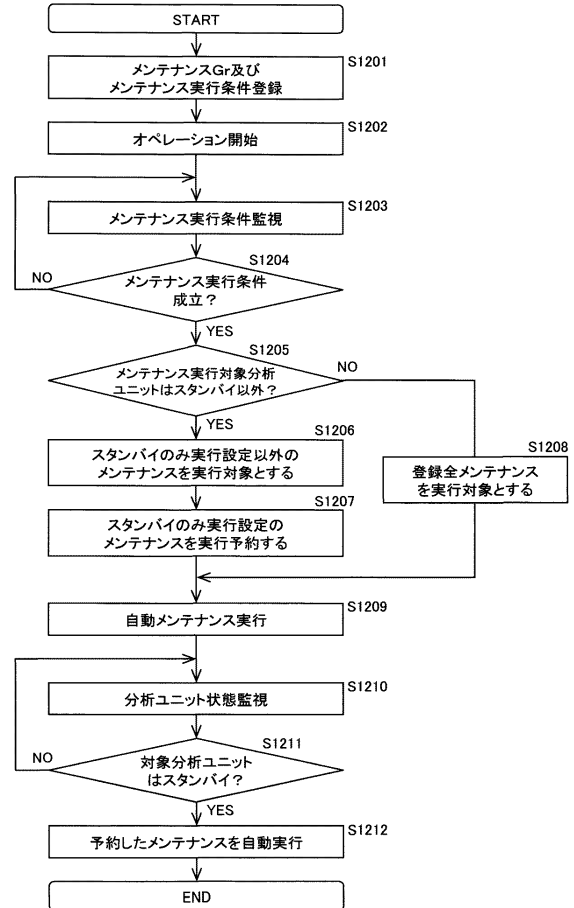 START
メンテナンスGr及び
メンテナンス実行条件登録
S1201
オペレーション開始
S1202
メンテナンス実行条件監視
S1203
S1204
メンテナンス実行条件
成立？
NO
YES
S1205
メンテナンス実行対象分析
ユニットはスタンバイ以外？
NO
YES
S1206
スタンバイのみ実行設定以外の
メンテナンスを実行対象とする
S1207
スタンバイのみ実行設定の
メンテナンスを実行予約する
S1208
登録全メンテナンス
を実行対象とする
自動メンテナンス実行
S1209
分析ユニット状態監視
S1210
S1211
対象分析ユニット
はスタンバイ？
NO
YES
予約したメンテナンスを自動実行
S1212
END